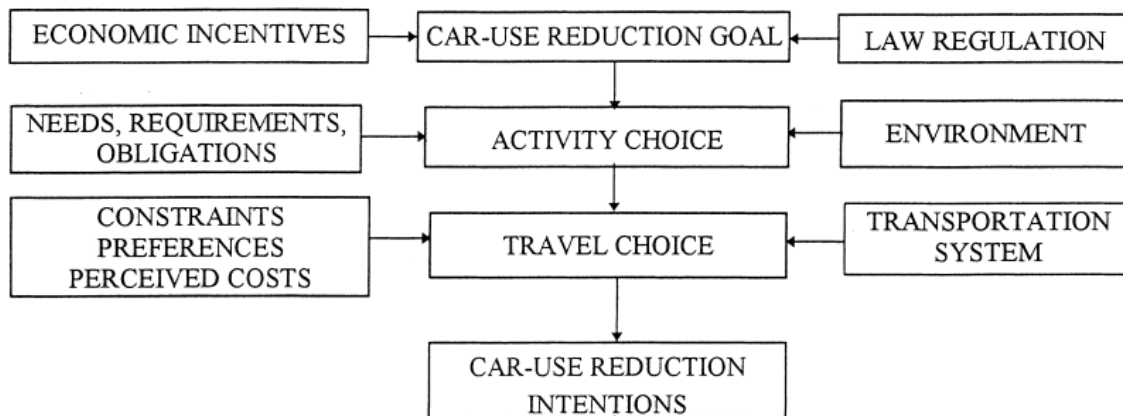 ECONOMIC INCENTIVES
CAR-USE REDUCTION GOAL
LAW REGULATION
NEEDS, REQUIREMENTS,
OBLIGATIONS
ACTIVITY CHOICE
ENVIRONMENT
CONSTRAINTS
PREFERENCES
PERCEIVED COSTS
TRAVEL CHOICE
TRANSPORTATION
SYSTEM
CAR-USE REDUCTION
INTENTIONS